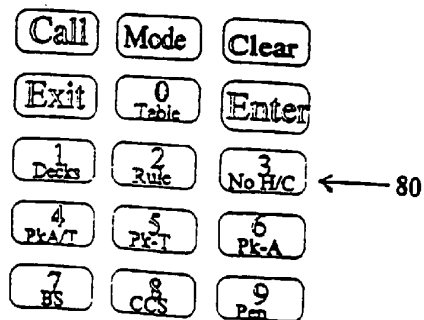 Call Mode Clear
Exit 0 Enter
Table
1 2 3
Decks Rule No H/C 80
4 5 6
PkA/T Pk-T Pk-A
7 8 9
BS CCS Pen